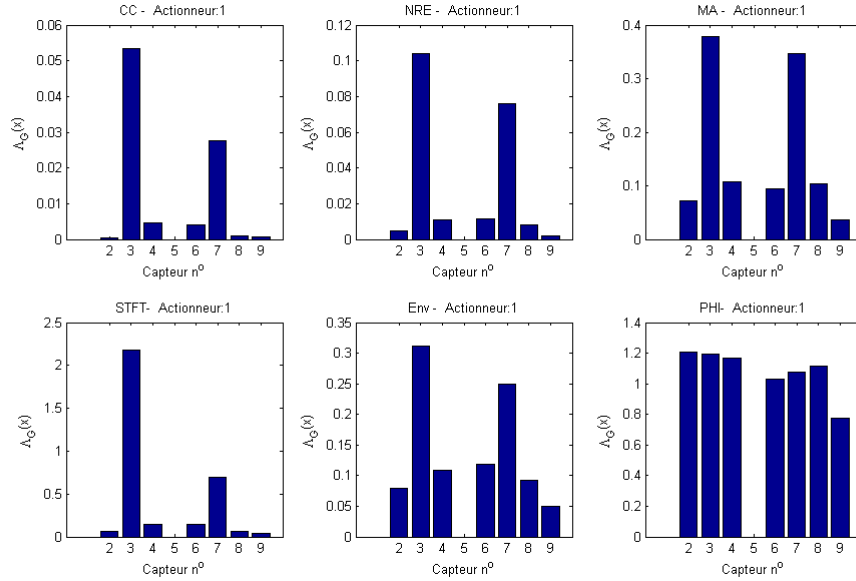 CC - Actionneur:1
0.06
0.05
0.04
0.03
0.02
0.01
0
Λ_G(x)
2 3 4 5 6 7 8 9
Capteur nº
NRE - Actionneur:1
0.12
0.1
0.08
0.06
0.04
0.02
0
Λ_G(x)
2 3 4 5 6 7 8 9
Capteur nº
MA - Actionneur:1
0.4
0.3
0.2
0.1
0
Λ_G(x)
2 3 4 5 6 7 8 9
Capteur nº
STFT- Actionneur:1
2.5
2
1.5
1
0.5
0
Λ_G(x)
2 3 4 5 6 7 8 9
Capteur nº
Env - Actionneur:1
0.35
0.3
0.25
0.2
0.15
0.1
0.05
0
Λ_G(x)
2 3 4 5 6 7 8 9
Capteur nº
PHI- Actionneur:1
1.4
1.2
1
0.8
0.6
0.4
0.2
0
Λ_G(x)
2 3 4 5 6 7 8 9
Capteur nº